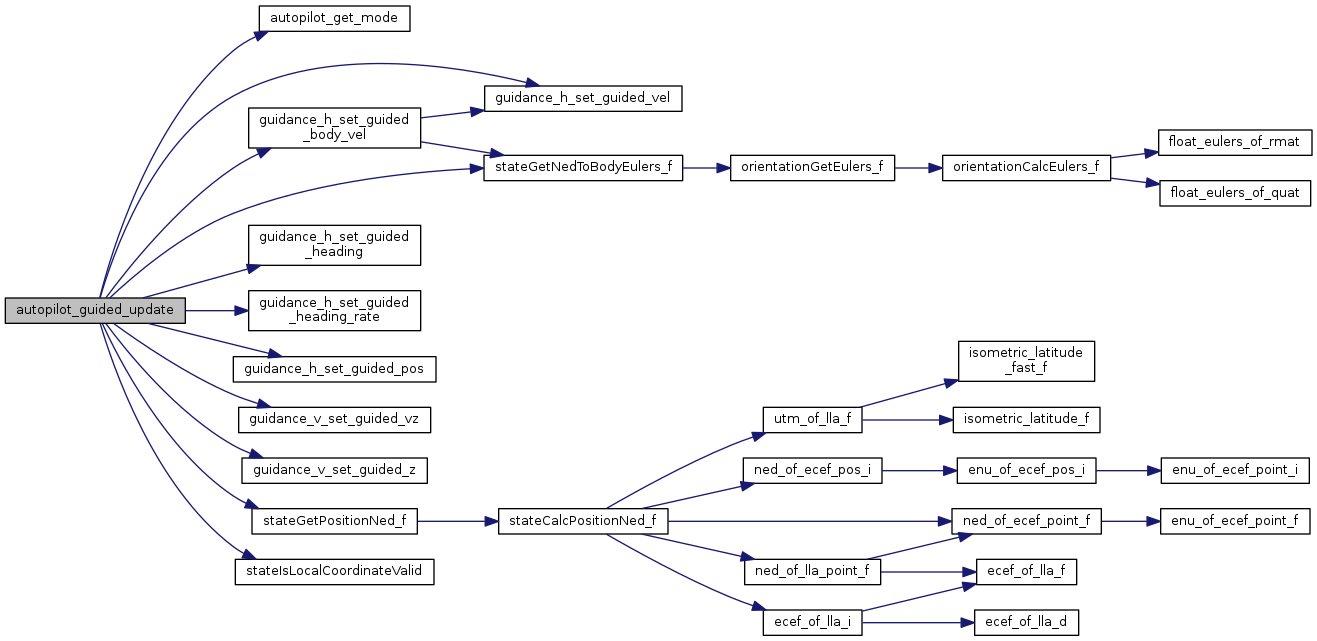 autopilot_get_mode
guidance_h_set_guided_vel
guidance_h_set_guided
_body_vel
stateGetNedToBodyEulers_f
orientationGetEulers_f
orientationCalcEulers_f
float_eulers_of_rmat
float_eulers_of_quat
guidance_h_set_guided
_heading
autopilot_guided_update
guidance_h_set_guided
_heading_rate
guidance_h_set_guided_pos
guidance_v_set_guided_vz
guidance_v_set_guided_z
stateGetPositionNed_f
stateIsLocalCoordinateValid
stateCalcPositionNed_f
utm_of_lla_f
isometric_latitude
_fast_f
isometric_latitude_f
ned_of_ecef_pos_i
enu_of_ecef_pos_i
enu_of_ecef_point_i
ned_of_ecef_point_f
enu_of_ecef_point_f
ned_of_lla_point_f
ecef_of_lla_f
ecef_of_lla_i
ecef_of_lla_d